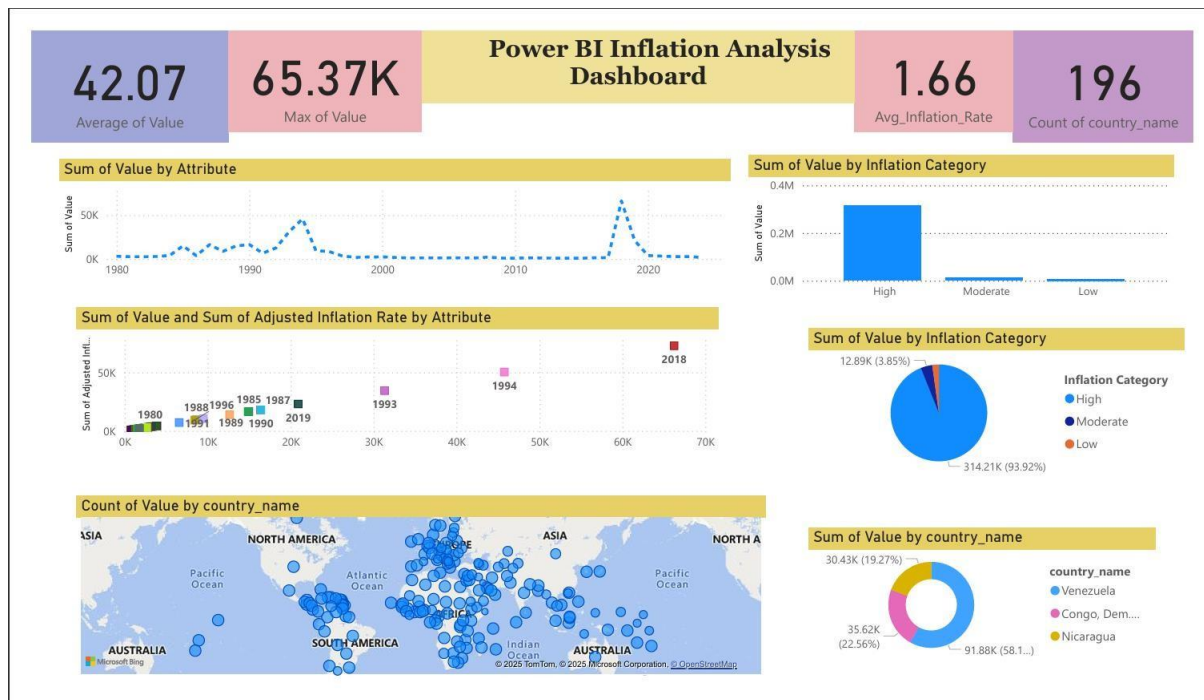 42.07
Average of Value
65.37K
Max of Value
Power BI Inflation Analysis
Dashboard
1.66
Avg_Inflation_Rate
196
Count of country_name
Sum of Value by Attribute
Sum of Value
50K
0K
1980
1990
2000
2010
2020
Sum of Value by Inflation Category
Sum of Value
0.4M
0.2M
0.0M
High
Moderate
Low
Sum of Value and Sum of Adjusted Inflation Rate by Attribute
Sum of Adjusted Infl...
50K
0K
1980
1988
1996
1991
1985
1989
1987
1990
2019
1993
1994
2018
0K
10K
20K
30K
40K
50K
60K
70K
Sum of Value by Inflation Category
12.89K (3.85%)
314.21K (93.92%)
Inflation Category
High
Moderate
Low
Count of Value by country_name
ASIA
NORTH AMERICA
EUROPE
ASIA
NORTH A
Pacific
Ocean
Atlantic
Ocean
Pacific
Ocean
AFRICA
SOUTH AMERICA
Indian
Ocean
AUSTRALIA
AUSTRALIA
Microsoft Bing
© 2025 TomTom, © 2025 Microsoft Corporation, © OpenStreetMap
Sum of Value by country_name
30.43K (19.27%)
35.62K
(22.56%)
91.88K (58.1...)
country_name
Venezuela
Congo, Dem....
Nicaragua